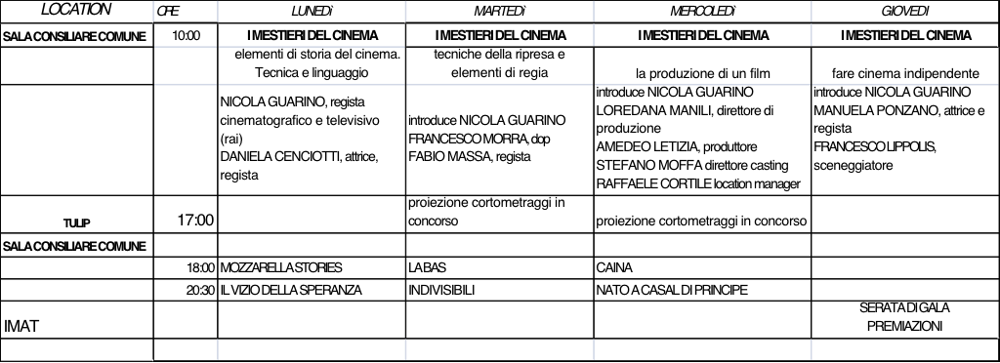 LOCATION ORE LUNEDì MARTEDì MERCOLEDì GIOVEDI
SALA CONSILIARE COMUNE 10:00 I MESTIERI DEL CINEMA I MESTIERI DEL CINEMA I MESTIERI DEL CINEMA I MESTIERI DEL CINEMA
elementi di storia del cinema.
Tecnica e linguaggio
tecniche della ripresa e
elementi di regia
la produzione di un film
fare cinema indipendente
NICOLA GUARINO, regista
cinematografico e televisivo
(rai)
DANIELA CENCIOTTI, attrice,
regista
introduce NICOLA GUARINO
FRANCESCO MORRA, dop
FABIO MASSA, regista
introduce NICOLA GUARINO
LOREDANA MANILI, direttore di
produzione
AMEDEO LETIZIA, produttore
STEFANO MOFFA direttore casting
RAFFAELE CORTILE location manager
introduce NICOLA GUARINO
MANUELA PONZANO, attrice e
regista
FRANCESCO LIPPOLIS,
sceneggiatore
TULIP 17:00
proiezione cortometraggi in
concorso
proiezione cortometraggi in concorso
SALA CONSILIARE COMUNE
18:00 MOZZARELLA STORIES LA BAS CAINA
20:30 IL VIZIO DELLA SPERANZA INDIVISIBILI NATO A CASAL DI PRINCIPE
IMAT
SERATA DI GALA
PREMIAZIONI